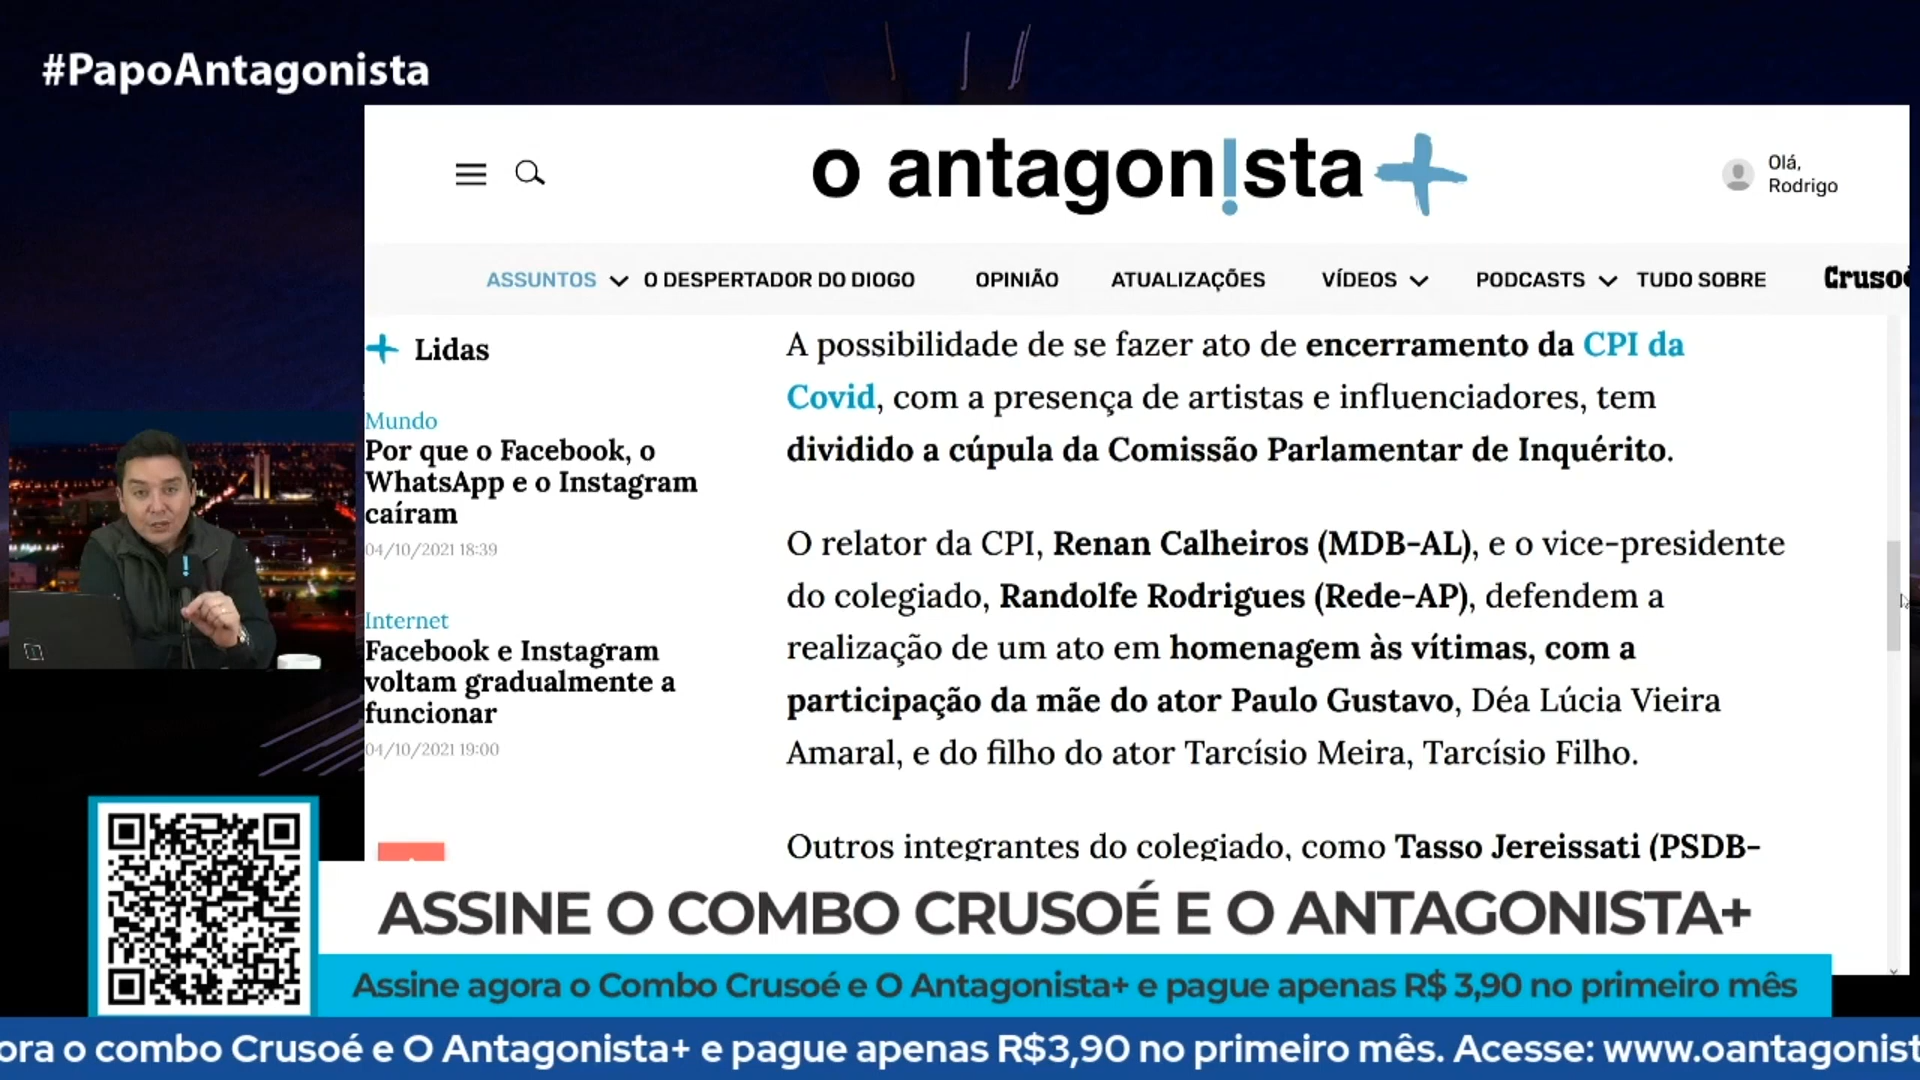 #PapoAntagonista
o antagon!sta+
Olá,
Rodrigo
ASSUNTOS
O DESPERTADOR DO DIOGO
OPINIÃO
ATUALIZAÇÕES
VÍDEOS
PODCASTS
TUDO SOBRE
Crusoé
Lidas
Mundo
Por que o Facebook, o
WhatsApp e o Instagram
caíram
04/10/2021 18:39
Internet
Facebook e Instagram
voltam gradualmente a
funcionar
04/10/2021 19:00
A possibilidade de se fazer ato de encerramento da CPI da
Covid, com a presença de artistas e influenciadores, tem
dividido a cúpula da Comissão Parlamentar de Inquérito.
O relator da CPI, Renan Calheiros (MDB-AL), e o vice-presidente
do colegiado, Randolfe Rodrigues (Rede-AP), defendem a
realização de um ato em homenagem às vítimas, com a
participação da mãe do ator Paulo Gustavo, Déa Lúcia Vieira
Amaral, e do filho do ator Tarcísio Meira, Tarcísio Filho.
Outros integrantes do colegiado, como Tasso Jereissati (PSDB-
ASSINE O COMBO CRUSOÉ E O ANTAGONISTA+
Assine agora o Combo Crusoé e O Antagonista+ e pague apenas R$ 3,90 no primeiro mês
ora o combo Crusoé e O Antagonista+ e pague apenas R$3,90 no primeiro mês. Acesse: www.oantagonist